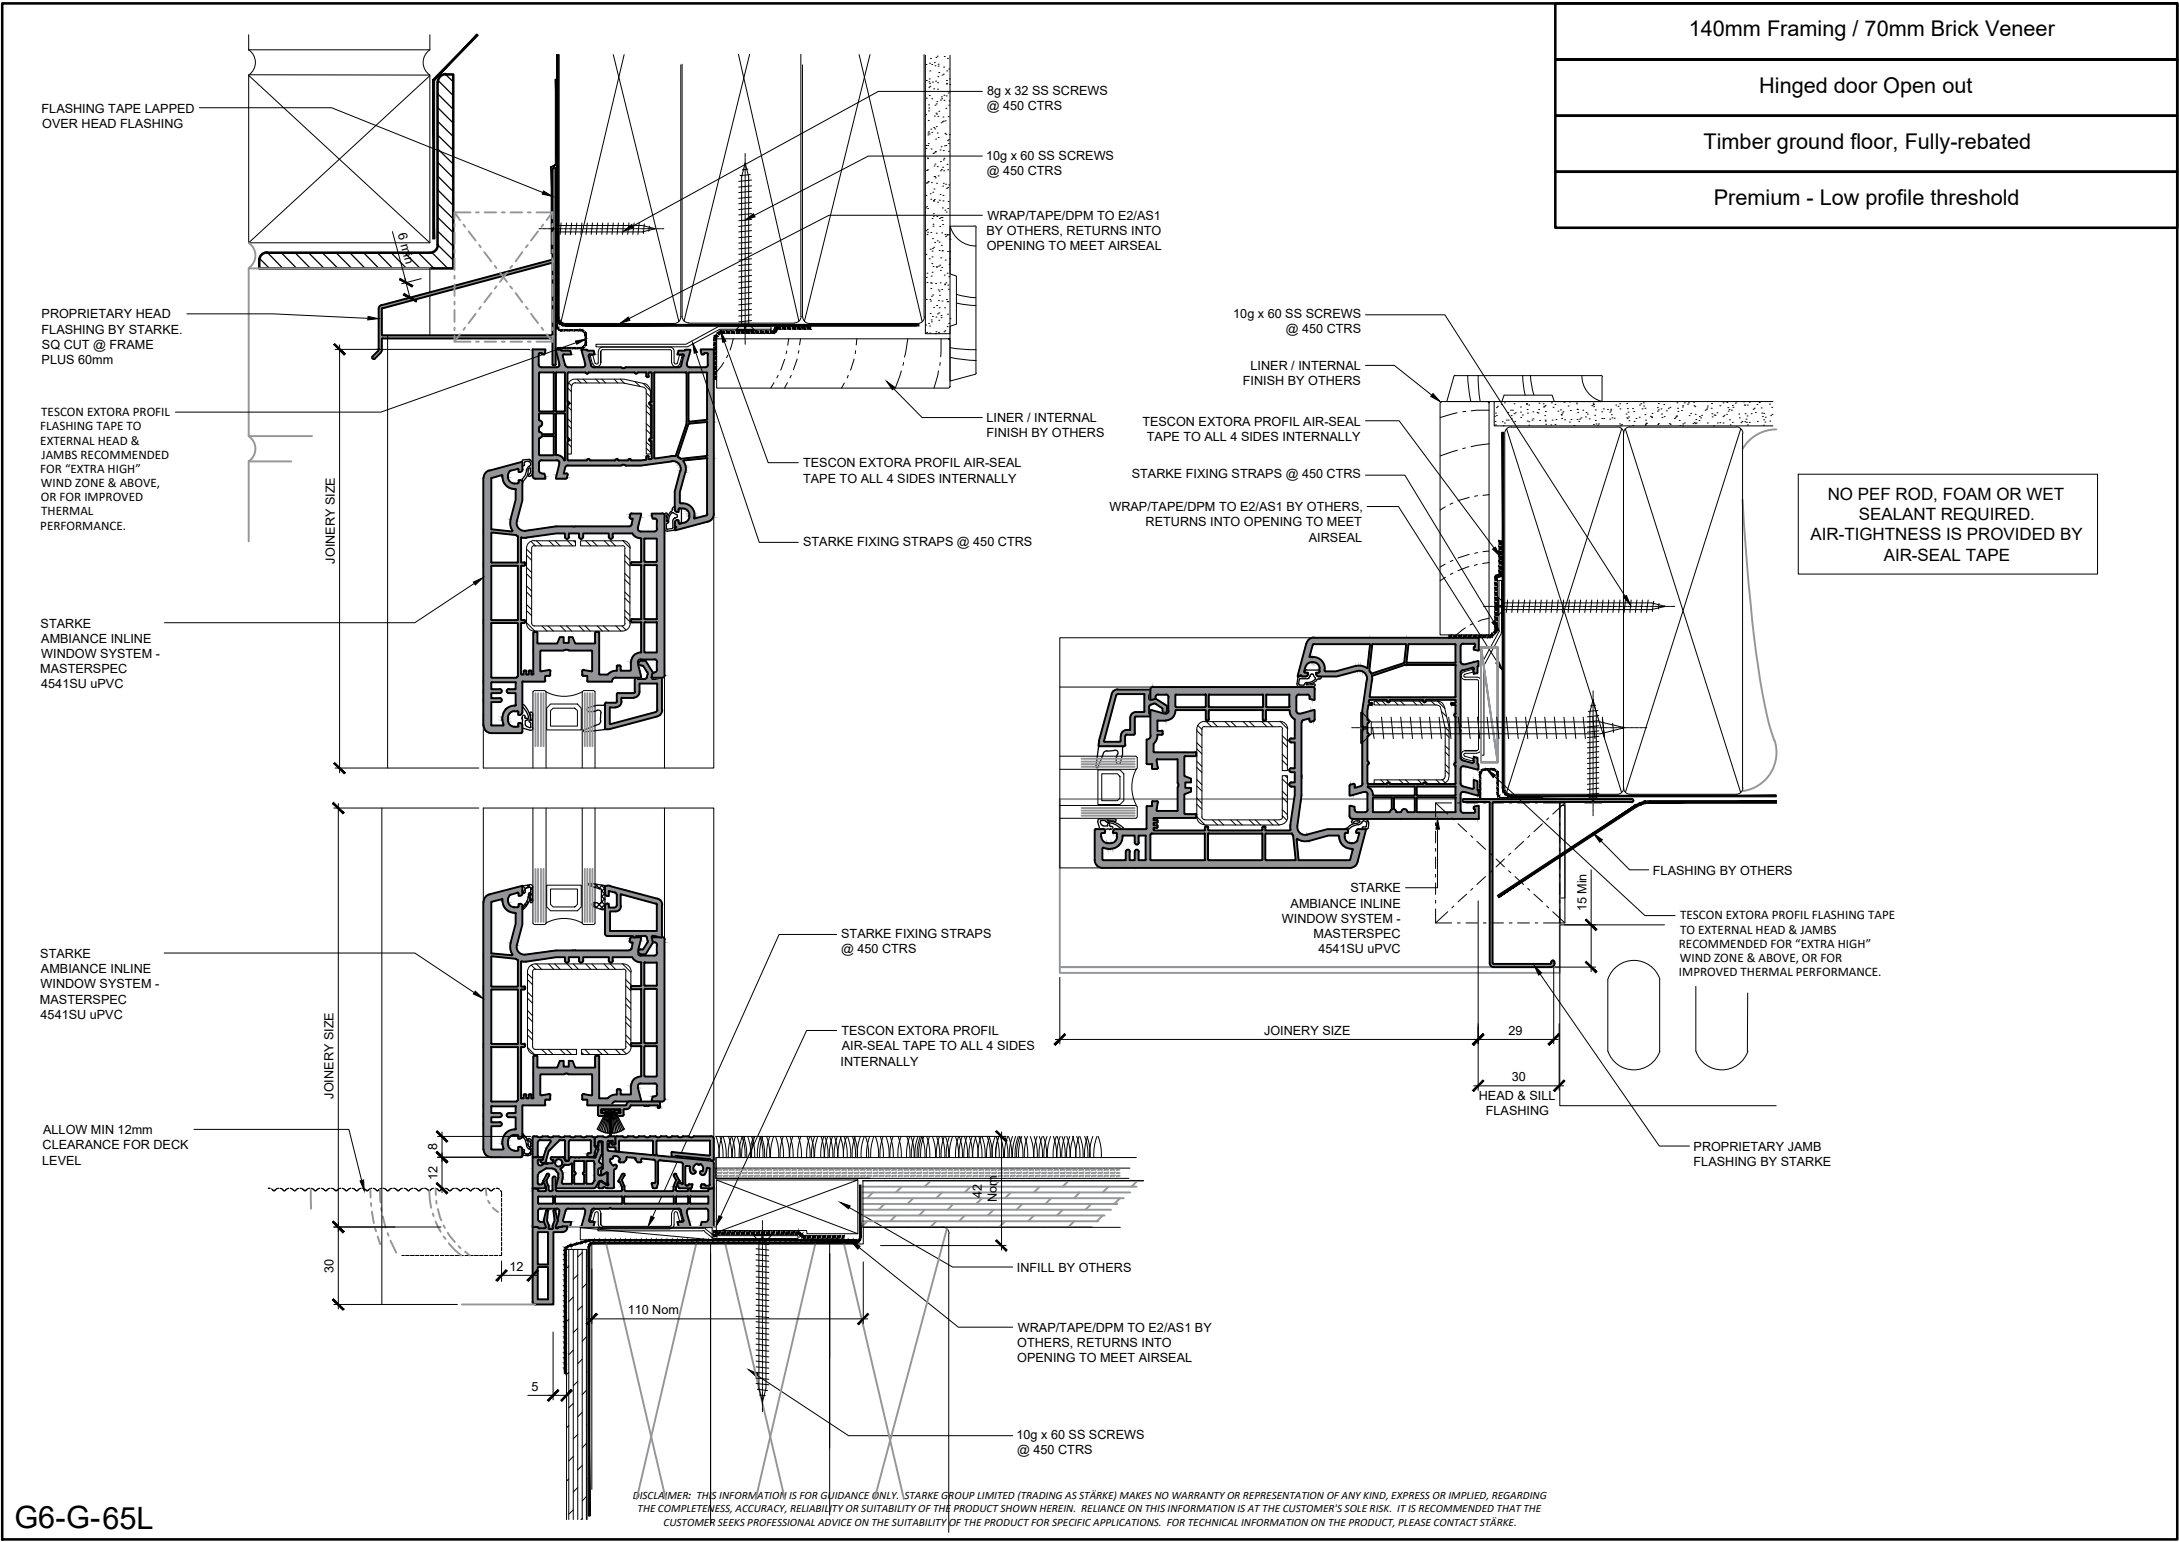 140mm Framing / 70mm Brick Veneer
Hinged door Open out
Timber ground floor, Fully-rebated
Premium - Low profile threshold
FLASHING TAPE LAPPED
OVER HEAD FLASHING
6 mm
PROPRIETARY HEAD
FLASHING BY STARKE.
SQ CUT @ FRAME
PLUS 60mm
TESCON EXTORA PROFIL
FLASHING TAPE TO
EXTERNAL HEAD &
JAMBS RECOMMENDED
FOR “EXTRA HIGH”
WIND ZONE & ABOVE,
OR FOR IMPROVED
THERMAL
PERFORMANCE.
JOINERY SIZE
STARKE
AMBIANCE INLINE
WINDOW SYSTEM -
MASTERSPEC
4541SU uPVC
8g x 32 SS SCREWS
@ 450 CTRS
10g x 60 SS SCREWS
@ 450 CTRS
WRAP/TAPE/DPM TO E2/AS1
BY OTHERS, RETURNS INTO
OPENING TO MEET AIRSEAL
LINER / INTERNAL
FINISH BY OTHERS
TESCON EXTORA PROFIL AIR-SEAL
TAPE TO ALL 4 SIDES INTERNALLY
STARKE FIXING STRAPS @ 450 CTRS
10g x 60 SS SCREWS
@ 450 CTRS
LINER / INTERNAL
FINISH BY OTHERS
TESCON EXTORA PROFIL AIR-SEAL
TAPE TO ALL 4 SIDES INTERNALLY
STARKE FIXING STRAPS @ 450 CTRS
WRAP/TAPE/DPM TO E2/AS1 BY OTHERS,
RETURNS INTO OPENING TO MEET
AIRSEAL
NO PEF ROD, FOAM OR WET
SEALANT REQUIRED.
AIR-TIGHTNESS IS PROVIDED BY
AIR-SEAL TAPE
STARKE
AMBIANCE INLINE
WINDOW SYSTEM -
MASTERSPEC
4541SU uPVC
FLASHING BY OTHERS
15 Min
TESCON EXTORA PROFIL FLASHING TAPE
TO EXTERNAL HEAD & JAMBS
RECOMMENDED FOR “EXTRA HIGH”
WIND ZONE & ABOVE, OR FOR
IMPROVED THERMAL PERFORMANCE.
JOINERY SIZE
29
30
HEAD & SILL
FLASHING
PROPRIETARY JAMB
FLASHING BY STARKE
STARKE
AMBIANCE INLINE
WINDOW SYSTEM -
MASTERSPEC
4541SU uPVC
JOINERY SIZE
ALLOW MIN 12mm
CLEARANCE FOR DECK
LEVEL
8
12
30
12
5
110 Nom
42
Nom
STARKE FIXING STRAPS
@ 450 CTRS
TESCON EXTORA PROFIL
AIR-SEAL TAPE TO ALL 4 SIDES
INTERNALLY
INFILL BY OTHERS
WRAP/TAPE/DPM TO E2/AS1 BY
OTHERS, RETURNS INTO
OPENING TO MEET AIRSEAL
10g x 60 SS SCREWS
@ 450 CTRS
DISCLAIMER: THIS INFORMATION IS FOR GUIDANCE ONLY. STARKE GROUP LIMITED (TRADING AS STÄRKE) MAKES NO WARRANTY OR REPRESENTATION OF ANY KIND, EXPRESS OR IMPLIED, REGARDING
THE COMPLETENESS, ACCURACY, RELIABILITY OR SUITABILITY OF THE PRODUCT SHOWN HEREIN. RELIANCE ON THIS INFORMATION IS AT THE CUSTOMER'S SOLE RISK. IT IS RECOMMENDED THAT THE
CUSTOMER SEEKS PROFESSIONAL ADVICE ON THE SUITABILITY OF THE PRODUCT FOR SPECIFIC APPLICATIONS. FOR TECHNICAL INFORMATION ON THE PRODUCT, PLEASE CONTACT STÄRKE.
G6-G-65L